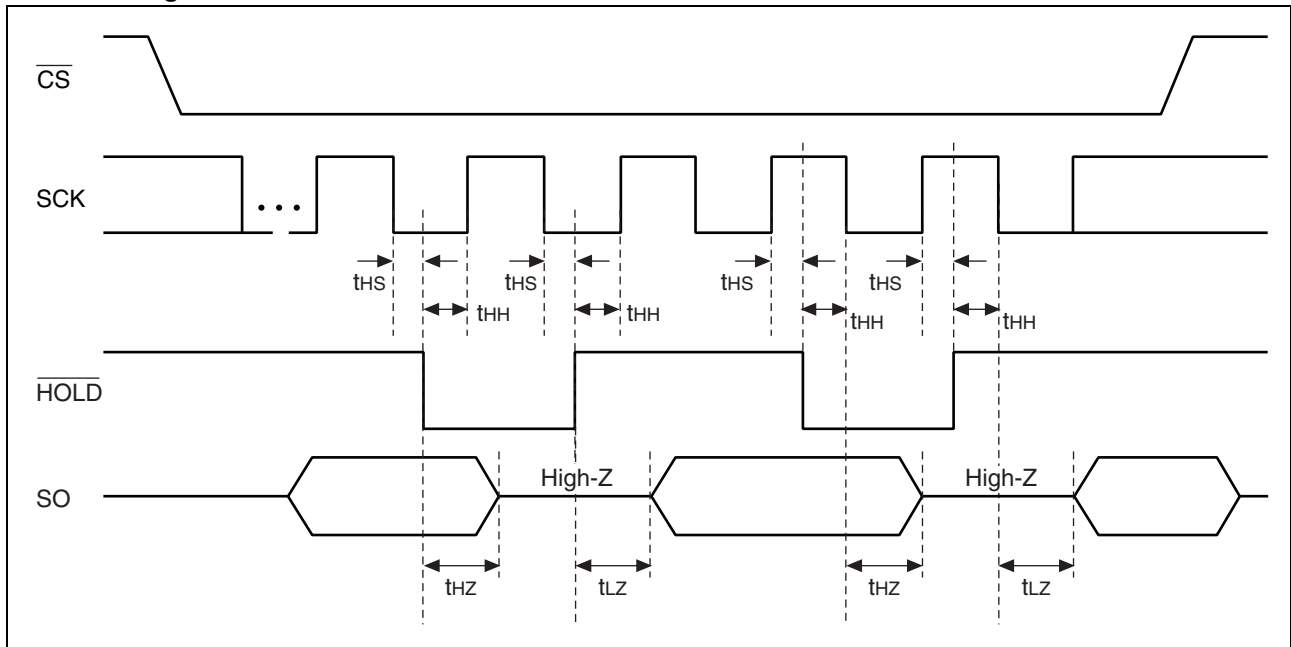 CS
SCK
• • •
tHS
tHS
tHS
tHS
tHH
tHH
tHH
tHH
HOLD
High-Z
High-Z
SO
tHZ
tLZ
tHZ
tLZ